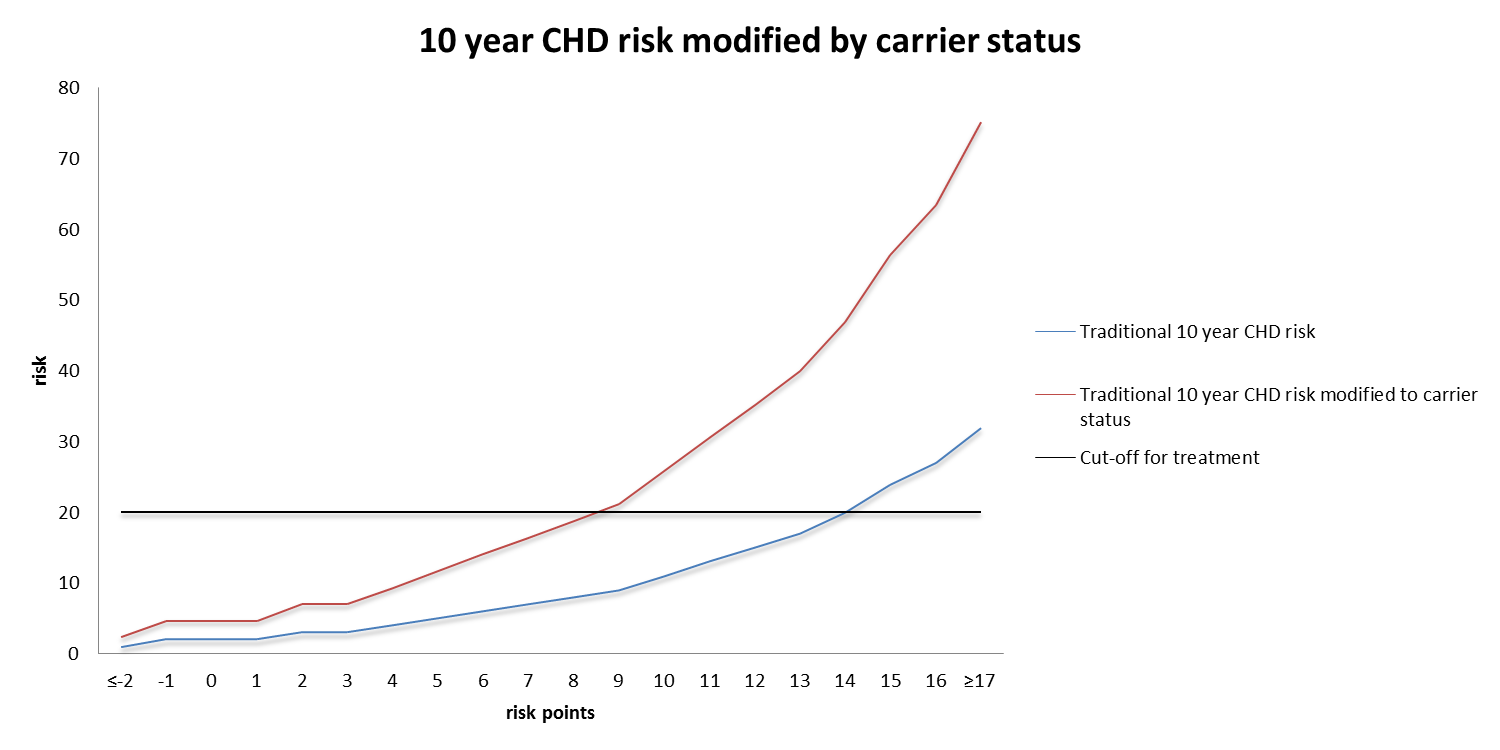 10 year CHD risk modified by carrier status
80
70
60
50
40
30
20
10
0
risk
≤-2 -1 0 1 2 3 4 5 6 7 8 9 10 11 12 13 14 15 16 ≥17
risk points
Traditional 10 year CHD risk
Traditional 10 year CHD risk modified to carrier
status
Cut-off for treatment